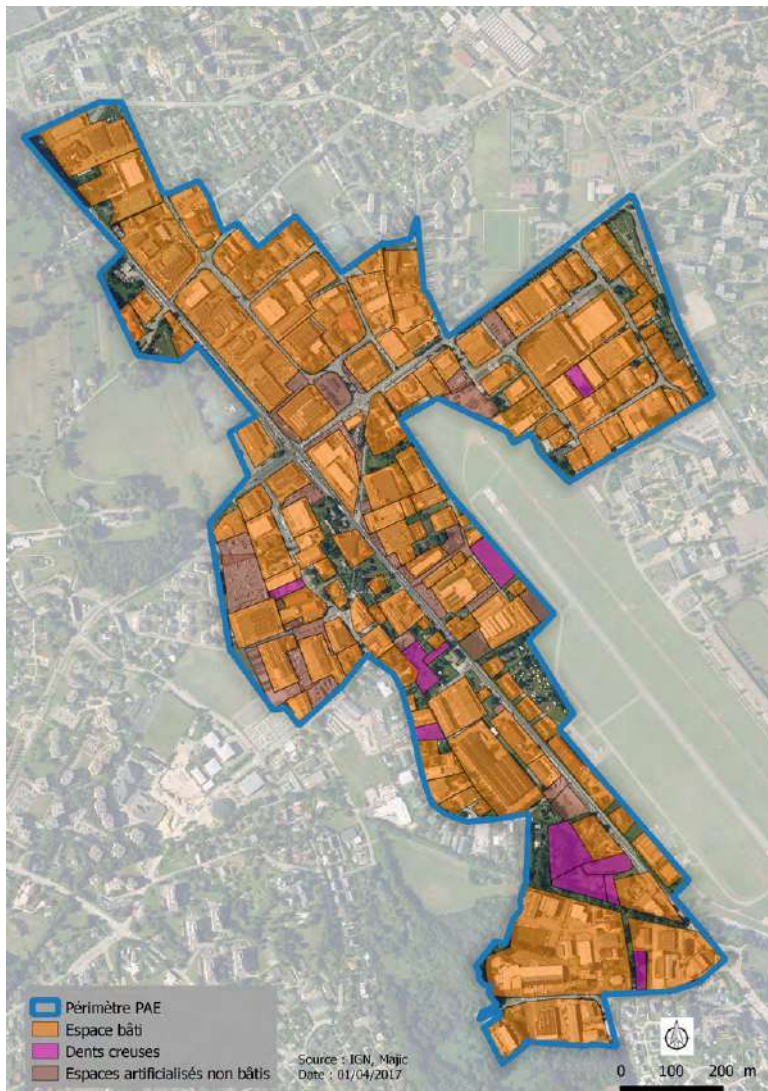 Périmètre PAE
Espace bâti
Dents creuses
Espaces artificialisés non bâtis
Source : IGN, Majic
Date : 01/04/2017
0 100 200 m